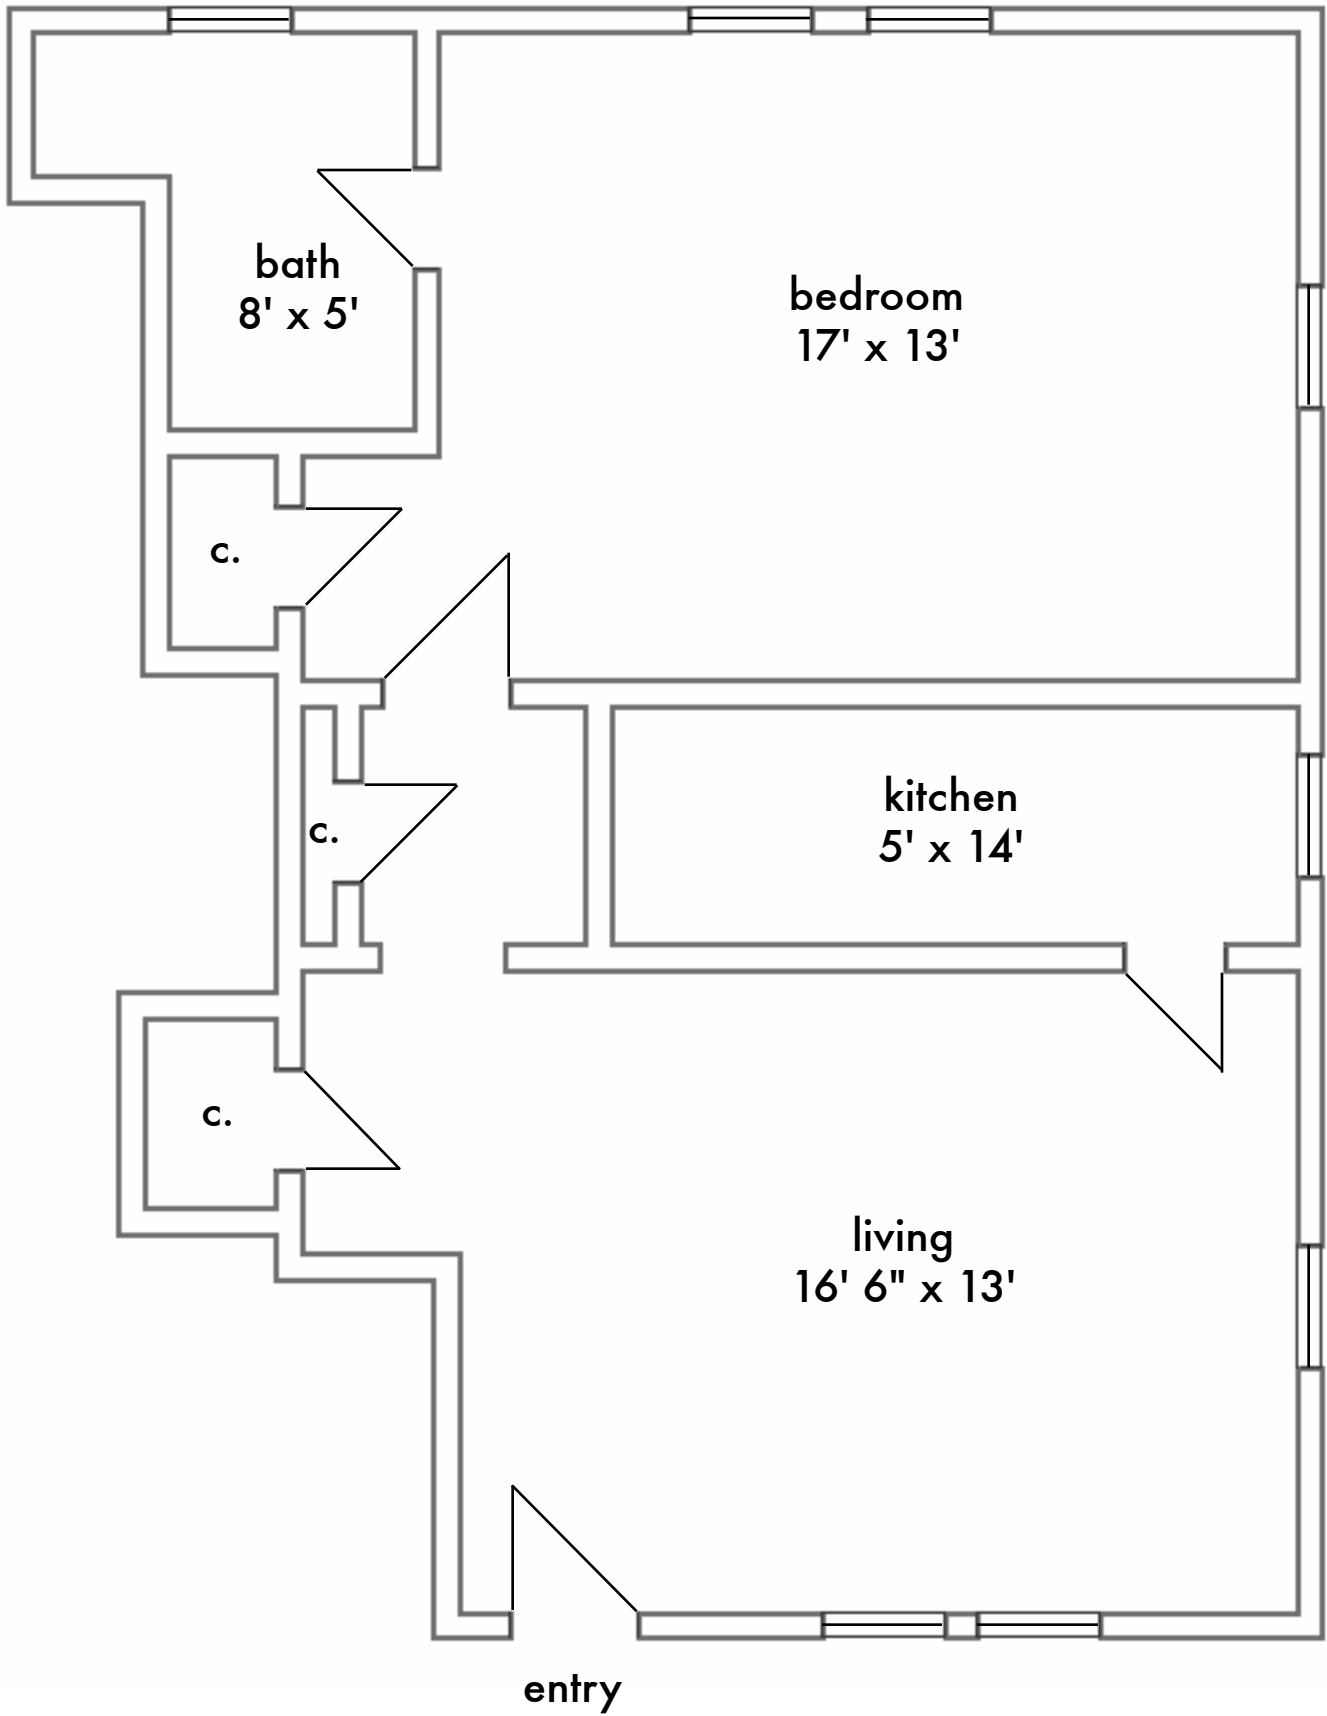 bath
8' x 5'
bedroom
17' x 13'
c.
kitchen
5' x 14'
c.
c.
living
16' 6" x 13'
entry